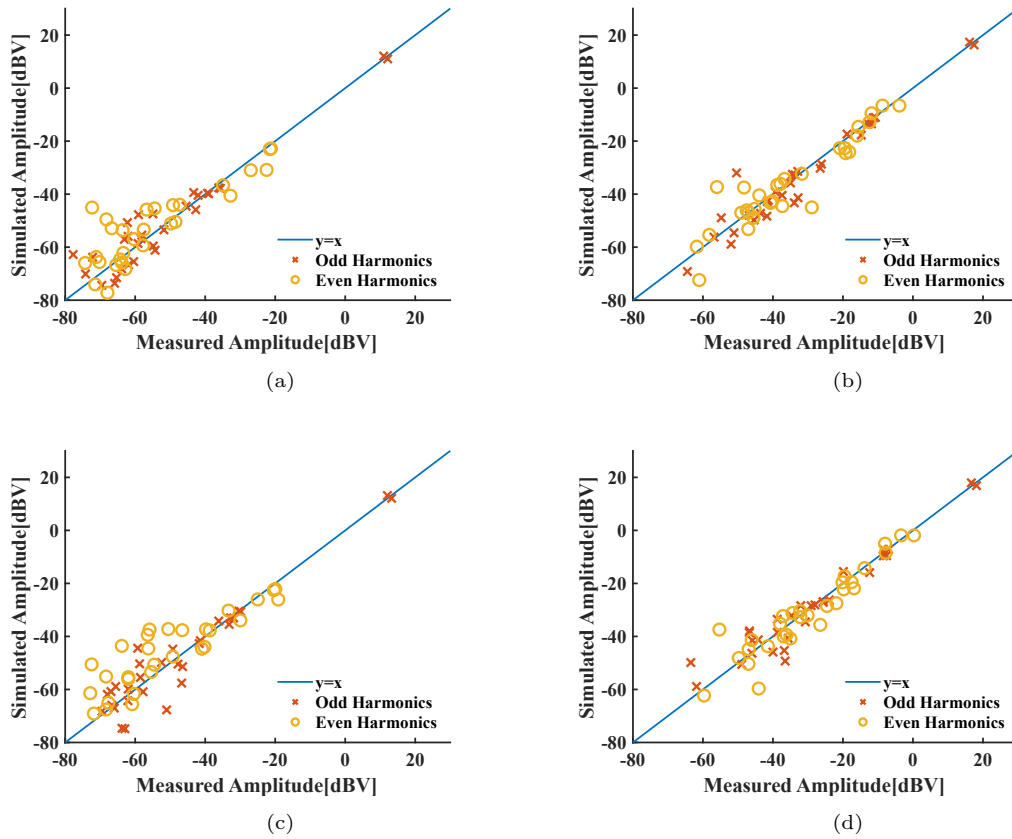 20
0
-20
-40
-60
-80
-80 -60 -40 -20 0 20
Simulated Amplitude[dBV]
Measured Amplitude[dBV]
y=x
Odd Harmonics
Even Harmonics
(a)
20
0
-20
-40
-60
-80
-80 -60 -40 -20 0 20
Simulated Amplitude[dBV]
Measured Amplitude[dBV]
y=x
Odd Harmonics
Even Harmonics
(b)
20
0
-20
-40
-60
-80
-80 -60 -40 -20 0 20
Simulated Amplitude[dBV]
Measured Amplitude[dBV]
y=x
Odd Harmonics
Even Harmonics
(c)
20
0
-20
-40
-60
-80
-80 -60 -40 -20 0 20
Simulated Amplitude[dBV]
Measured Amplitude[dBV]
y=x
Odd Harmonics
Even Harmonics
(d)